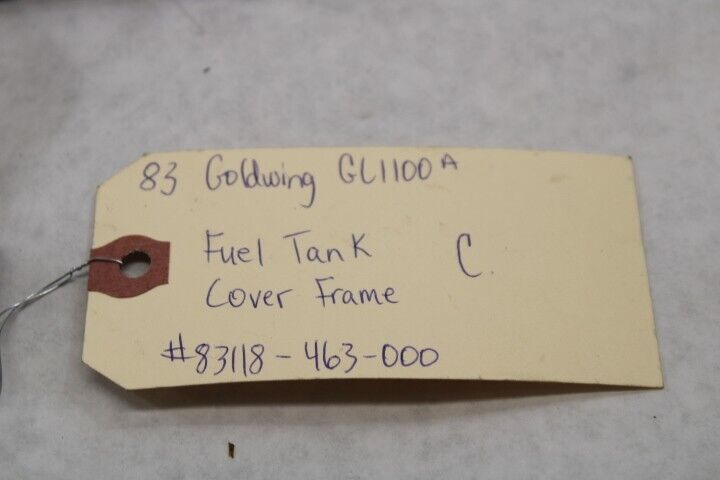 83 Goldwing GL1100A
Fuel Tank C.
Cover Frame
#83118-463-000